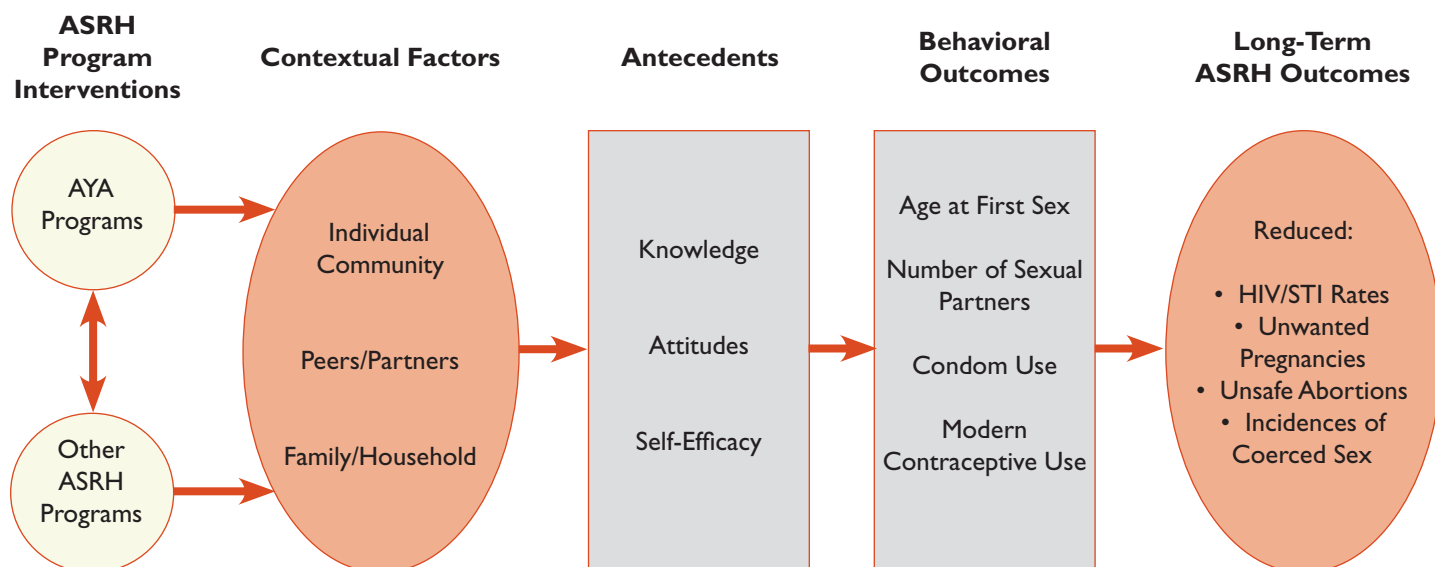 ASRH
Program
Interventions
Contextual Factors
Antecedents
Behavioral
Outcomes
Long-Term
ASRH Outcomes
AYA
Programs
Other
ASRH
Programs
Individual
Community
Peers/Partners
Family/Household
Knowledge
Attitudes
Self-Efficacy
Age at First Sex
Number of Sexual
Partners
Condom Use
Modern
Contraceptive Use
Reduced:
• HIV/STI Rates
• Unwanted
Pregnancies
• Unsafe Abortions
• Incidences of
Coerced Sex